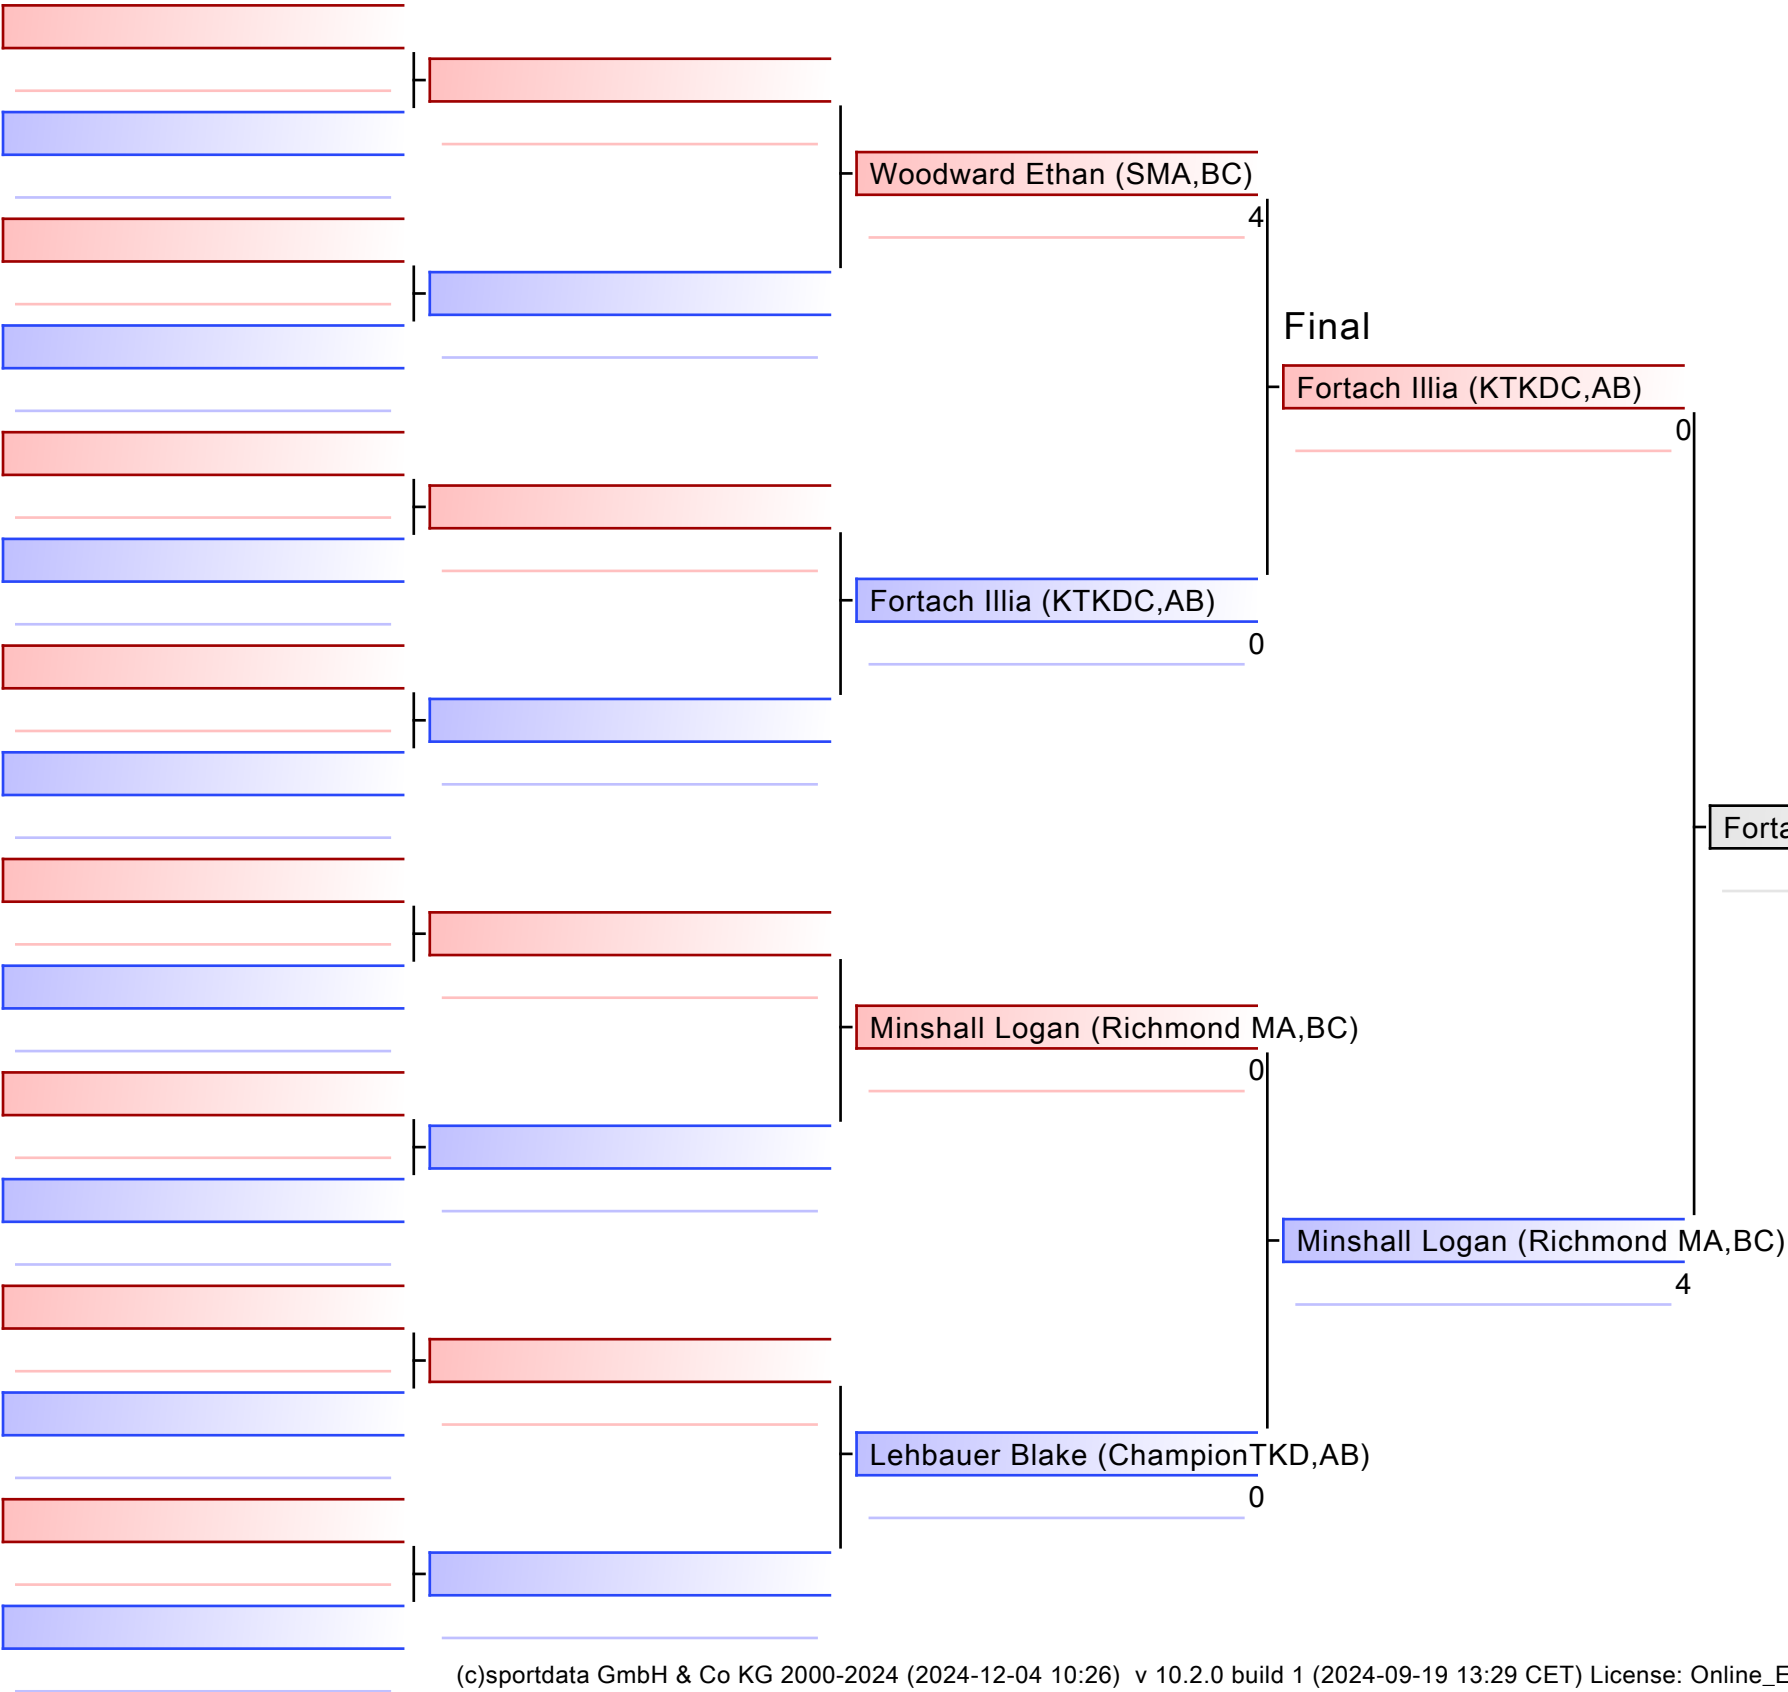 Woodward Ethan (SMA,BC)
4
Final
Fortach Illia (KTKDC,AB)
0
Fortach Illia (KTKDC,AB)
0
Forta
Minshall Logan (Richmond MA,BC)
0
Minshall Logan (Richmond MA,BC)
4
Lehbauer Blake (ChampionTKD,AB)
0
(c)sportdata GmbH & Co KG 2000-2024 (2024-12-04 10:26) v 10.2.0 build 1 (2024-09-19 13:29 CET) License: Online_E